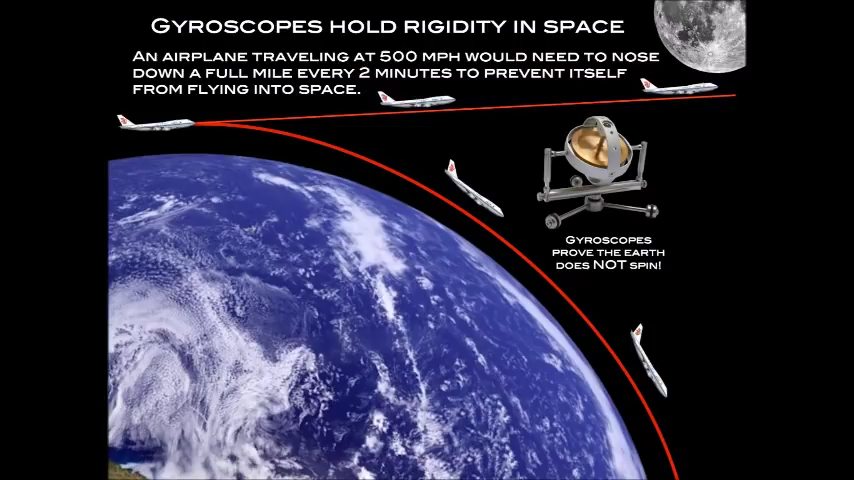 Gyroscopes hold rigidity in space
An airplane traveling at 500 mph would need to nose
down a full mile every 2 minutes to prevent itself
from flying into space.
Gyroscopes
prove the earth
does NOT spin!